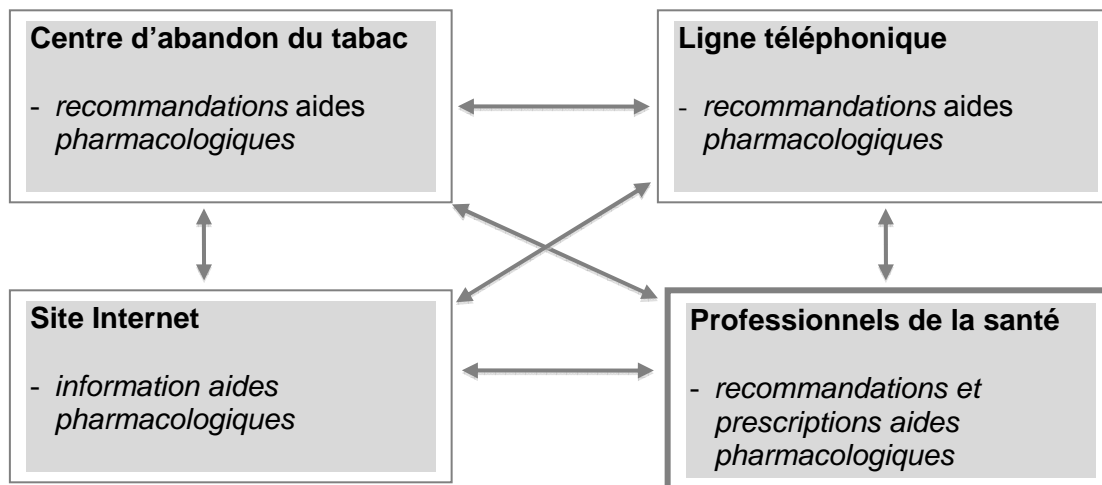 Centre d’abandon du tabac
- recommandations aides
pharmacologiques
Ligne téléphonique
- recommandations aides
pharmacologiques
Site Internet
- information aides
pharmacologiques
Professionnels de la santé
- recommandations et
prescriptions aides
pharmacologiques